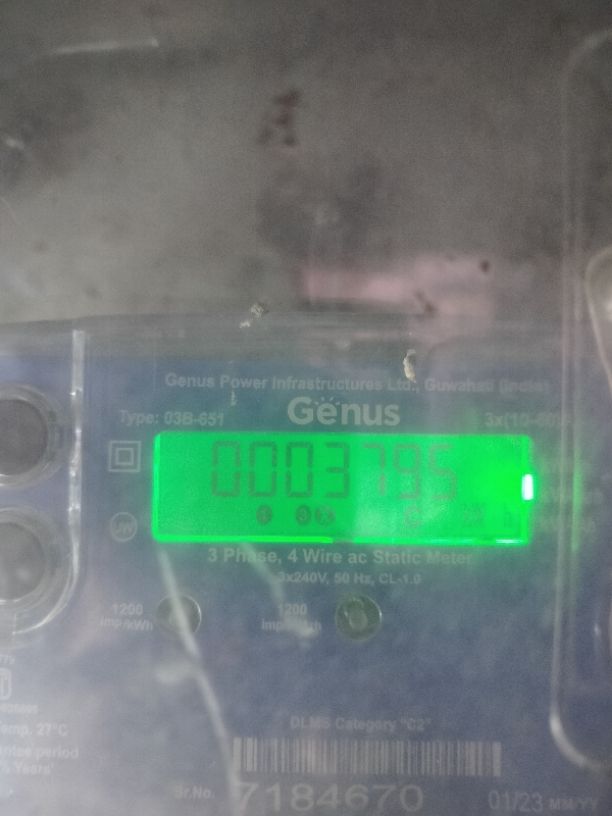 Genus Power Infrastructures Ltd., Guwahati (India)
Type: 03B-651
Genus
0003795
3 Phase, 4 Wire ac Static Meter
3x240V, 50 Hz, CL-1.0
1200
imp/kWh
1200
DLMS Category "C2"
Temp. 27°C
Sr.No. 7184670
01/23 MM/YY